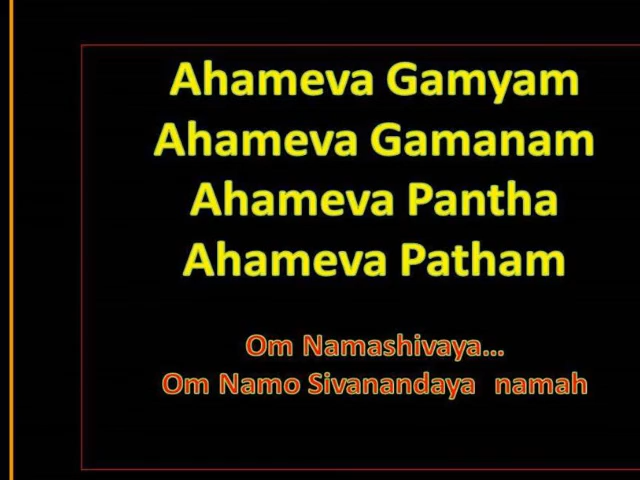 Ahameva Gamyam
Ahameva Gamanam
Ahameva Pantha
Ahameva Patham
Om Namashivaya...
Om Namo Sivanandaya namah